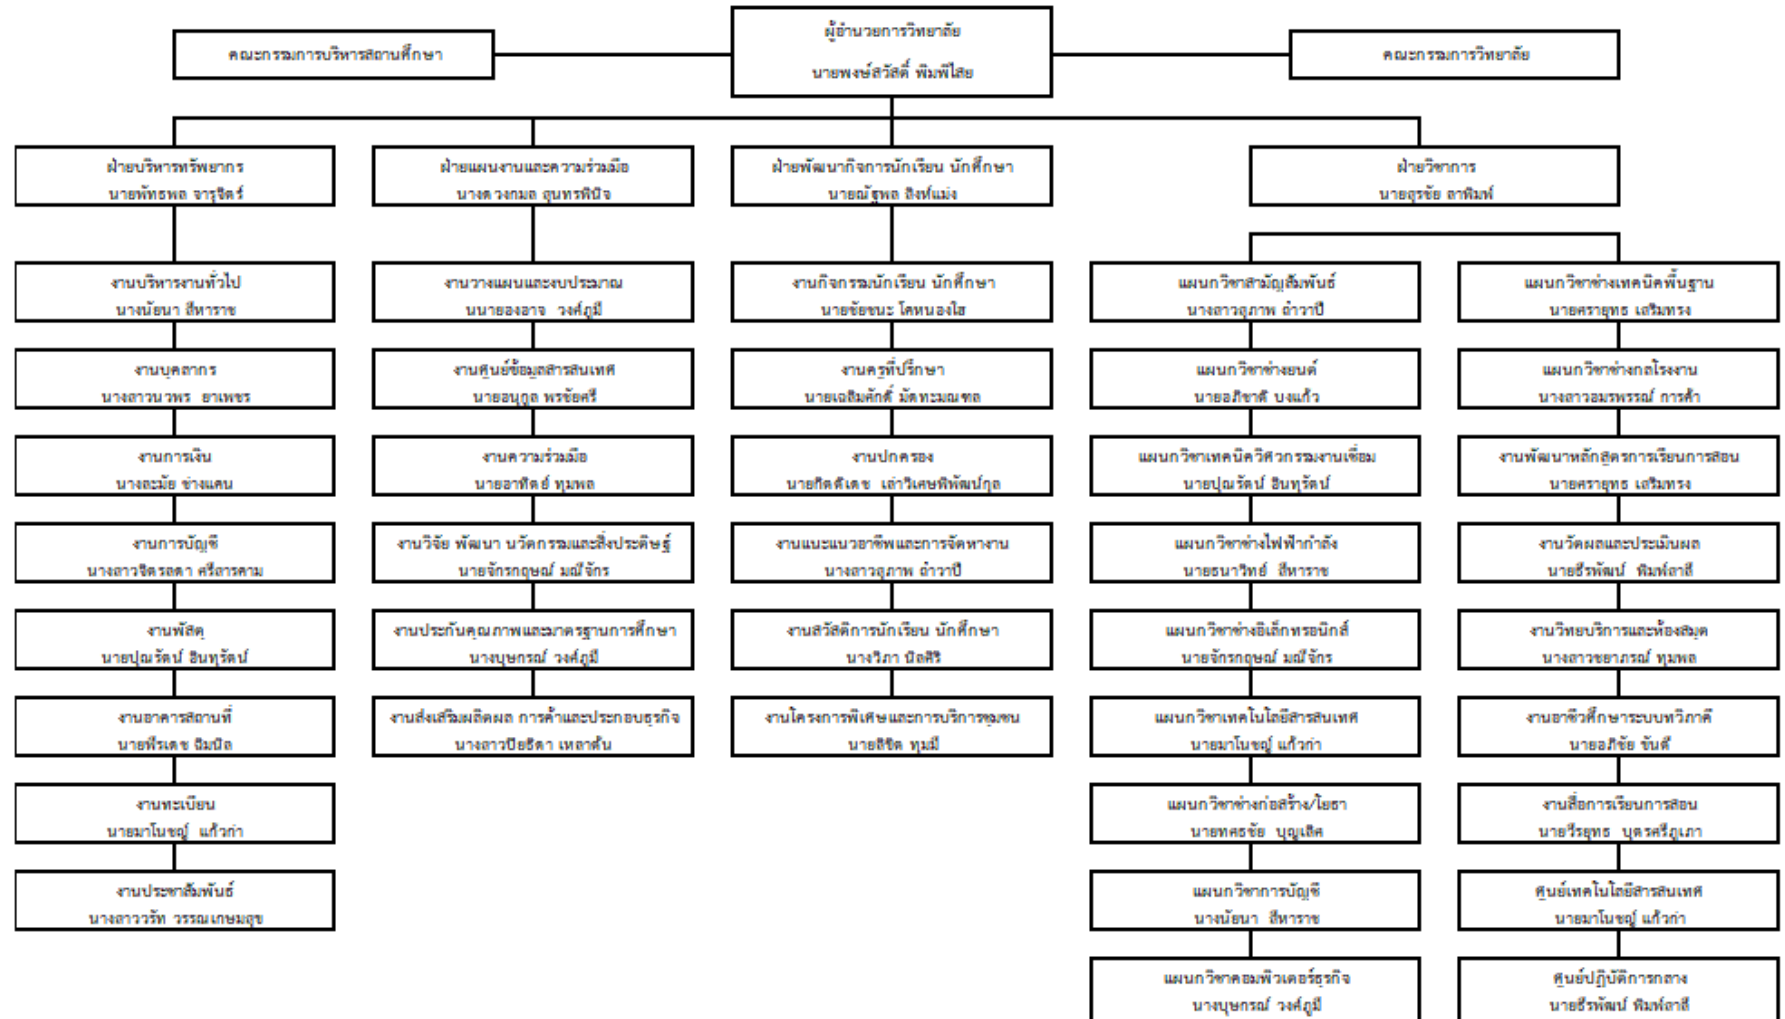 ผู้อำนวยการวิทยาลัย
นายพงษ์สวัสดิ์ พิมพิไสย
คณะกรรมการบริหารสถานศึกษา
คณะกรรมการวิทยาลัย
ฝ่ายบริหารทรัพยากร
นายพัทธพล จารุจิตร์
ฝ่ายแผนงานและความร่วมมือ
นางดวงกมล สุนทรพินิจ
ฝ่ายพัฒนากิจการนักเรียน นักศึกษา
นายณัฐพล สิงห์แม่ง
ฝ่ายวิชาการ
นายสุรชัย ลาพิมพ์
งานบริหารงานทั่วไป
นางนัยนา สีหาราช
งานบุคลากร
นางสาวนวพร ยาเพชร
งานการเงิน
นางละมัย ช่างแคน
งานการบัญชี
นางสาวจิตรลดา ศรีสารคาม
งานพัสดุ
นายปุณรัตน์ อินทุรัตน์
งานอาคารสถานที่
นายพีรเดช ฉิมนิล
งานทะเบียน
นายมาโนชญ์ แก้วก่า
งานประชาสัมพันธ์
นางสาววรัท วรรณเกษมสุข
งานวางแผนและงบประมาณ
นนายองอาจ วงศ์ภูมี
งานศูนย์ข้อมูลสารสนเทศ
นายอนุกูล พรชัยศรี
งานความร่วมมือ
นายอาทิตย์ ทุมพล
งานวิจัย พัฒนา นวัตกรรมและสิ่งประดิษฐ์
นายจักรกฤษณ์ มณีจักร
งานประกันคุณภาพและมาตรฐานการศึกษา
นางบุษกรณ์ วงศ์ภูมี
งานส่งเสริมผลิตผล การค้าและประกอบธุรกิจ
นางสาวปิยธิดา เหลาต้น
งานกิจกรรมนักเรียน นักศึกษา
นายชัยชนะ โคหนองไฮ
งานครูที่ปรึกษา
นายเฉลิมศักดิ์ มัดทะมณฑล
งานปกครอง
นายกิตติเดช เล่าวิเศษพิพัฒน์กุล
งานแนะแนวอาชีพและการจัดหางาน
นางสาวสุภาพ ถ้ำวาปี
งานสวัสดิการนักเรียน นักศึกษา
นางวิภา นิลศิริ
งานโครงการพิเศษและการบริการชุมชน
นายลิขิต ทุมมี
แผนกวิชาสามัญสัมพันธ์
นางสาวสุภาพ ถ้ำวาปี
แผนกวิชาช่างยนต์
นายอภิชาติ บงแก้ว
แผนกวิชาเทคนิควิศวกรรมงานเชื่อม
นายปุณรัตน์ อินทุรัตน์
แผนกวิชาช่างไฟฟ้ากำลัง
นายธนาวิทย์ สีหาราช
แผนกวิชาช่างอิเล็กทรอนิกส์
นายจักรกฤษณ์ มณีจักร
แผนกวิชาเทคโนโลยีสารสนเทศ
นายมาโนชญ์ แก้วก่า
แผนกวิชาช่างก่อสร้าง/โยธา
นายทศธชัย บุญเลิศ
แผนกวิชาการบัญชี
นางนัยนา สีหาราช
แผนกวิชาคอมพิวเตอร์ธุรกิจ
นางบุษกรณ์ วงศ์ภูมี
แผนกวิชาช่างเทคนิคพื้นฐาน
นายศรายุทธ เสริมทรง
แผนกวิชาช่างกลโรงงาน
นางสาวอมรพรรณ์ การค้า
งานพัฒนาหลักสูตรการเรียนการสอน
นายศรายุทธ เสริมทรง
งานวัดผลและประเมินผล
นายธีรพัฒน์ พิมพ์ลาลี
งานวิทยบริการและห้องสมุด
นางสาวชยาภรณ์ ทุมพล
งานอาชีวศึกษาระบบทวิภาคี
นายอภิชัย ขันตี
งานสื่อการเรียนการสอน
นายวีรยุทธ บุตรศรีภูเภา
ศูนย์เทคโนโลยีสารสนเทศ
นายมาโนชญ์ แก้วก่า
ศูนย์ปฏิบัติการกลาง
นายธีรพัฒน์ พิมพ์ลาลี